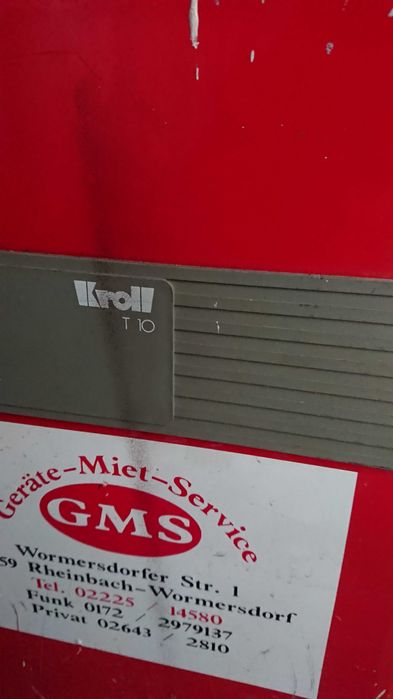 Kroll
T 10
Geräte-Miet-Service
GMS
Wormersdorfer Str. 1
59 Rheinbach-Wormersdorf
Tel. 02225 / 14580
Funk 0172 / 2979137
Privat 02643 / 2810